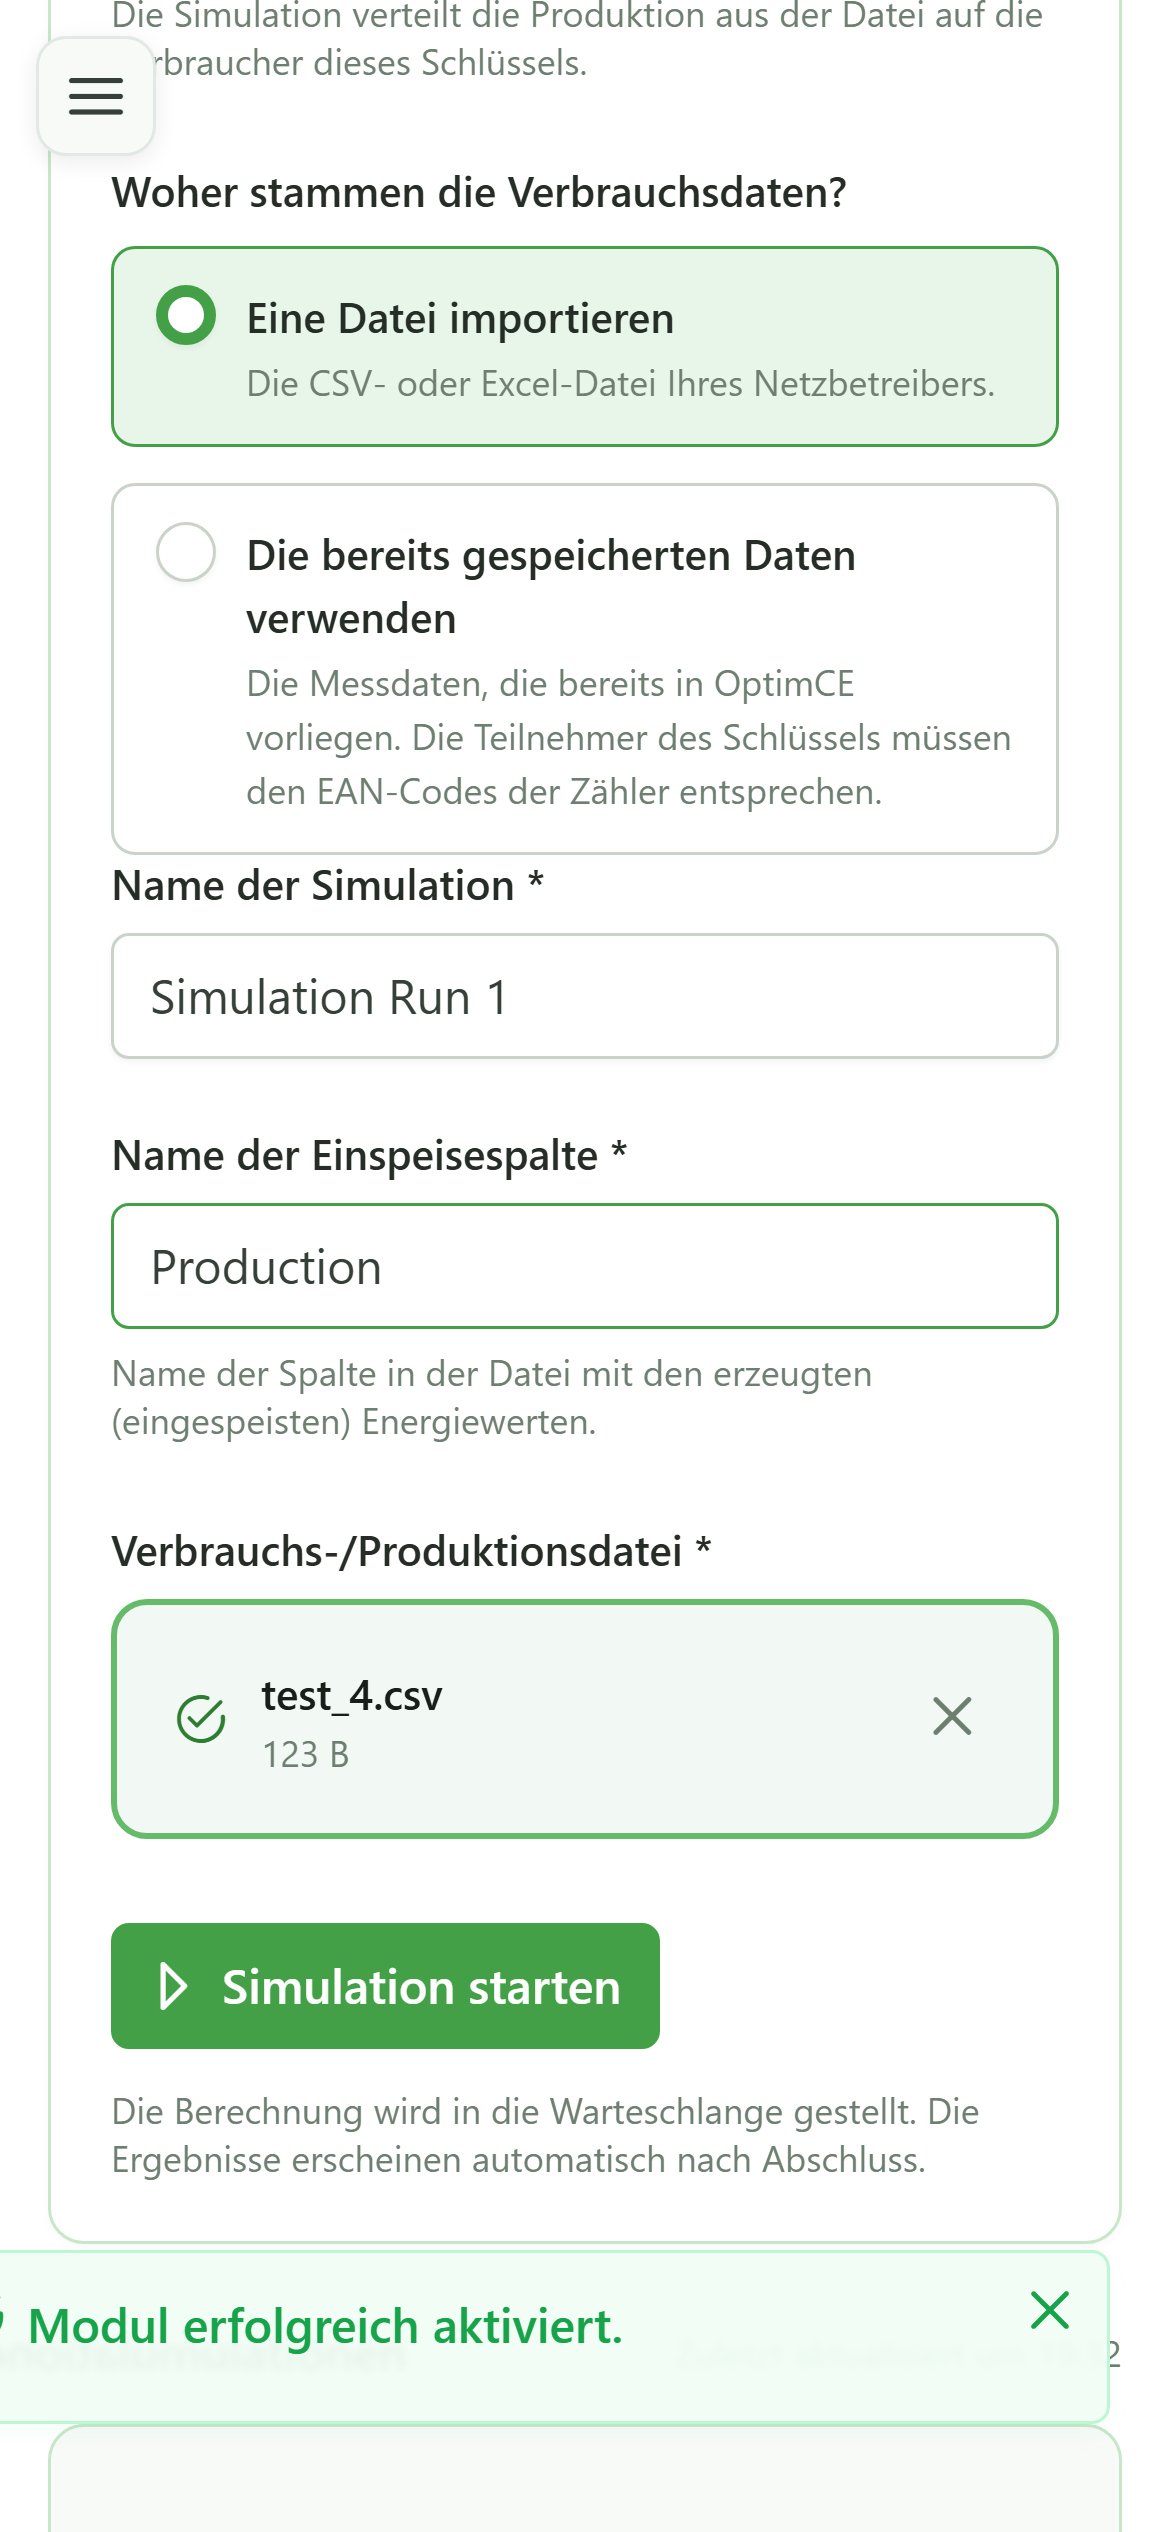 Die Simulation verteilt die Produktion aus der Datei auf die
dieses Schlüssels.
Woher stammen die Verbrauchsdaten?
Eine Datei importieren
Die CSV- oder Excel-Datei Ihres Netzbetreibers.
Die bereits gespeicherten Daten
verwenden
Die Messdaten, die bereits in OptimCE
vorliegen. Die Teilnehmer des Schlüssels müssen
den EAN-Codes der Zähler entsprechen.
Name der Simulation *
Simulation Run 1
Name der Einspeisespalte *
Production
Name der Spalte in der Datei mit den erzeugten
(eingespeisten) Energiewerten.
Verbrauchs-/Produktionsdatei *
test_4.csv
123 B
Simulation starten
Die Berechnung wird in die Warteschlange gestellt. Die
Ergebnisse erscheinen automatisch nach Abschluss.
Modul erfolgreich aktiviert.